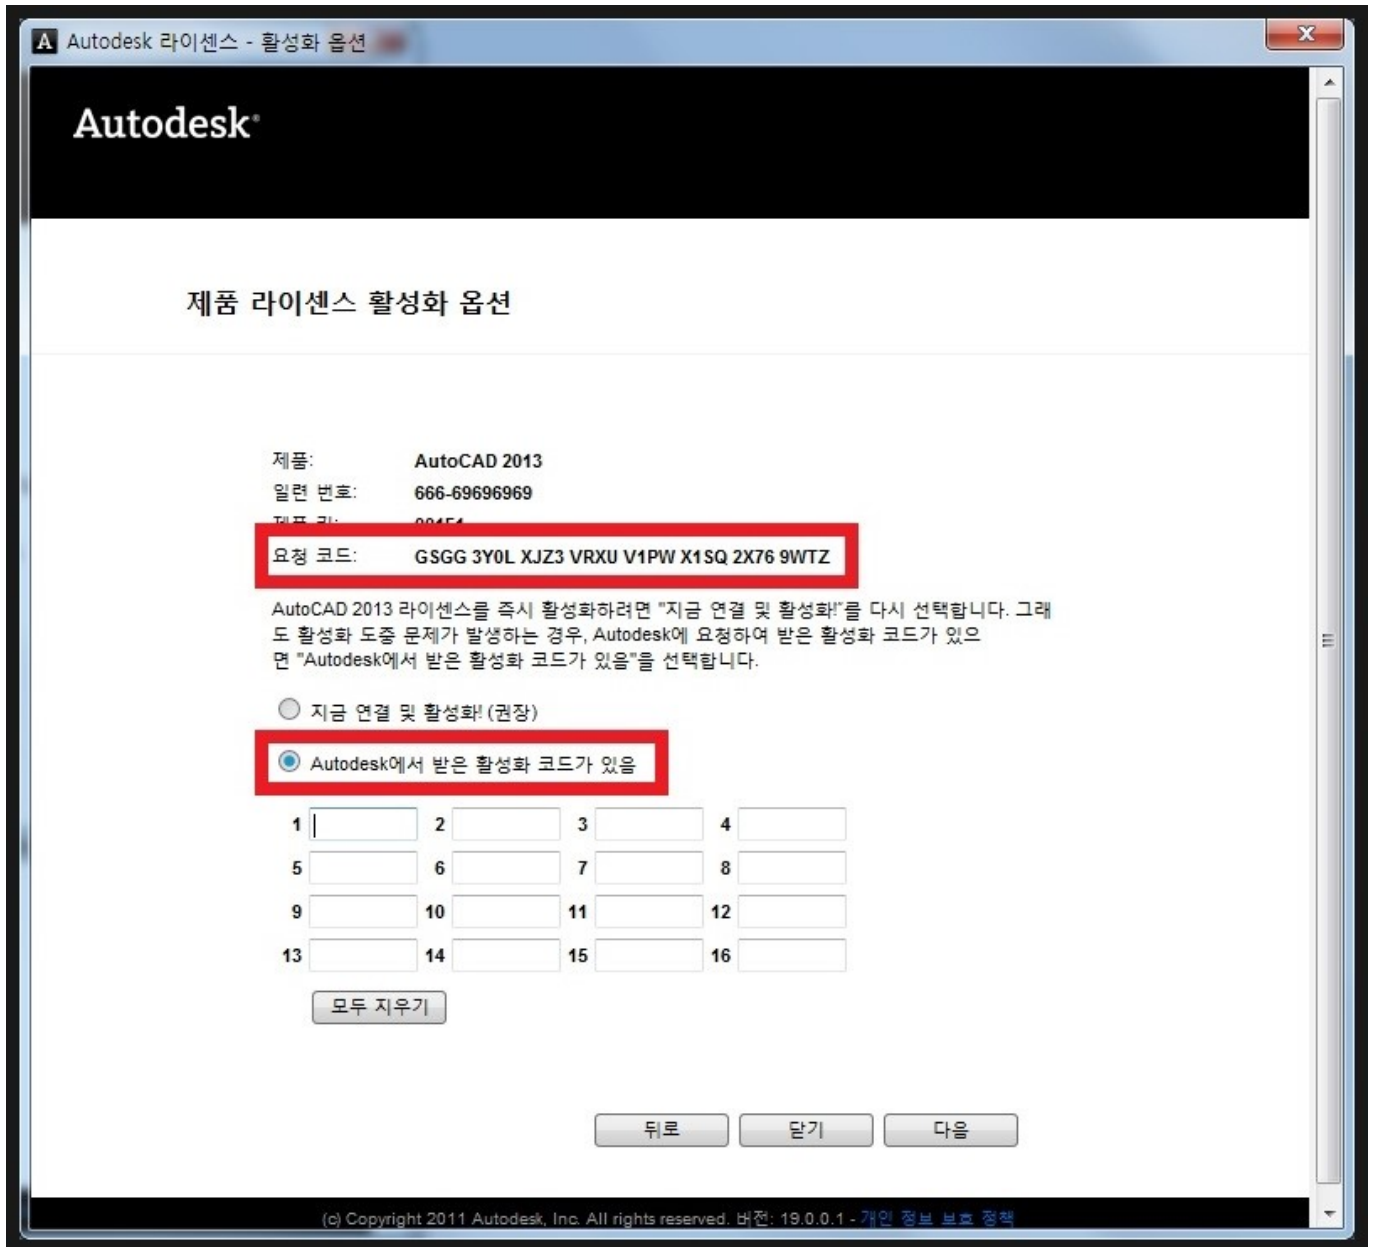 Autodesk 라이센스 - 활성화 옵션
Autodesk
제품 라이센스 활성화 옵션
제품: AutoCAD 2013
일련 번호: 666-69696969
요청 코드: GSGG 3Y0L XJZ3 VRXU V1PW X1SQ 2X76 9WTZ
AutoCAD 2013 라이센스를 즉시 활성화하려면 "지금 연결 및 활성화!"를 다시 선택합니다. 그래
도 활성화 도중 문제가 발생하는 경우, Autodesk에 요청하여 받은 활성화 코드가 있으
면 "Autodesk에서 받은 활성화 코드가 있음"을 선택합니다.
지금 연결 및 활성화! (권장)
Autodesk에서 받은 활성화 코드가 있음
1 2 3 4
5 6 7 8
9 10 11 12
13 14 15 16
모두 지우기
뒤로 닫기 다음
(c) Copyright 2011 Autodesk, Inc. All rights reserved. 버전: 19.0.0.1 - 개인 정보 보호 정책